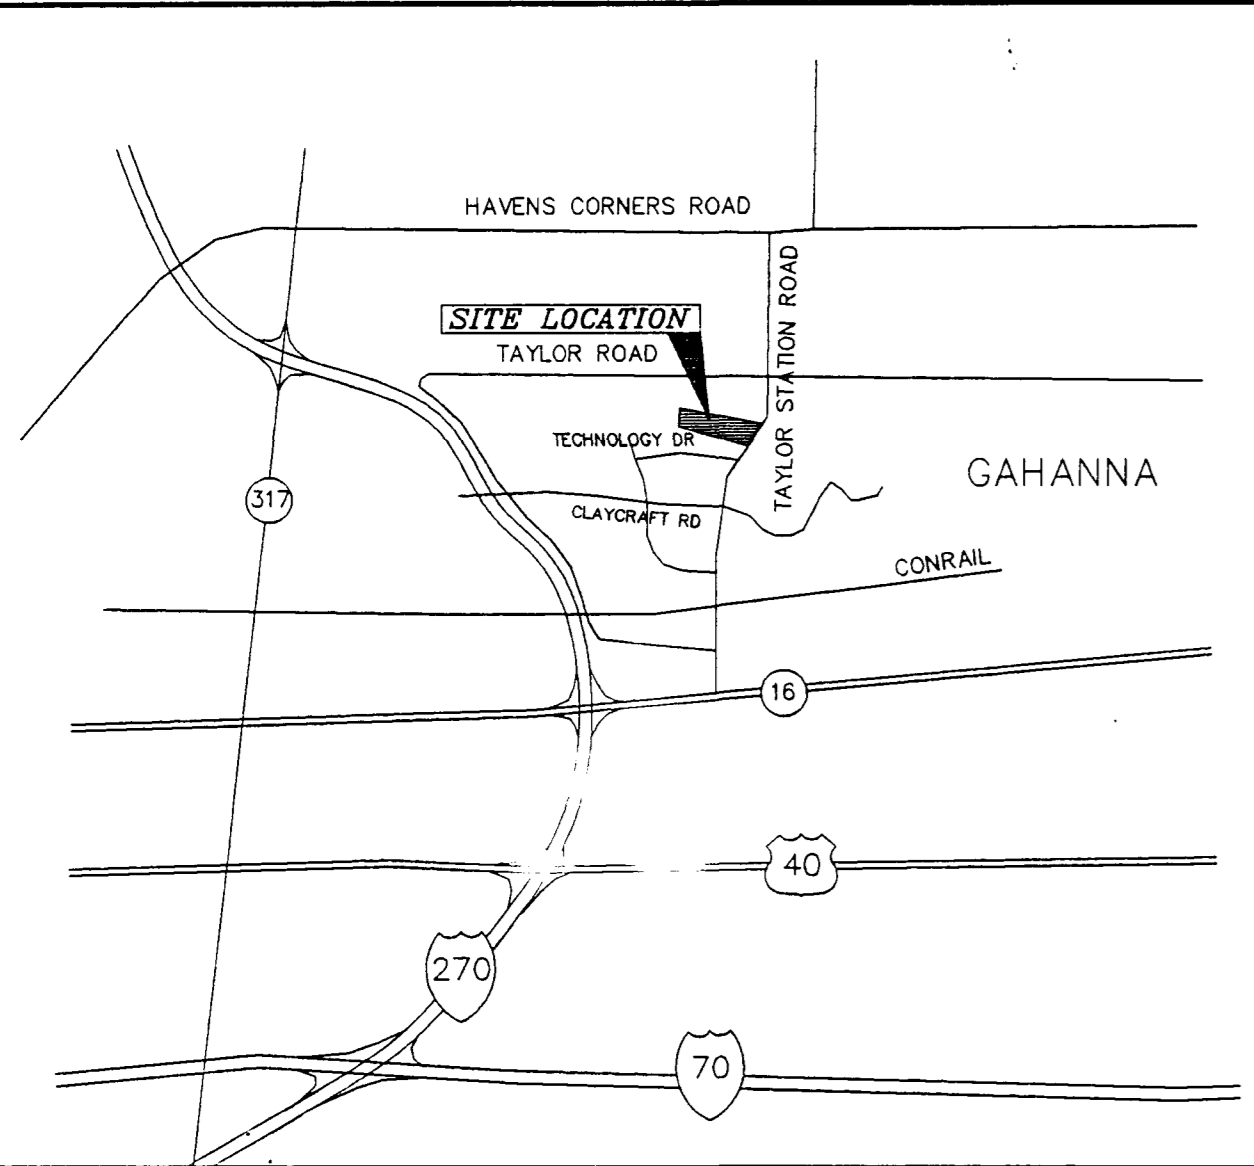 HAVENS CORNERS ROAD
TAYLOR STATION ROAD
SITE LOCATION
TAYLOR ROAD
TECHNOLOGY DR
GAHANNA
317
CLAYCRAFT RD
CONRAIL
16
40
270
70